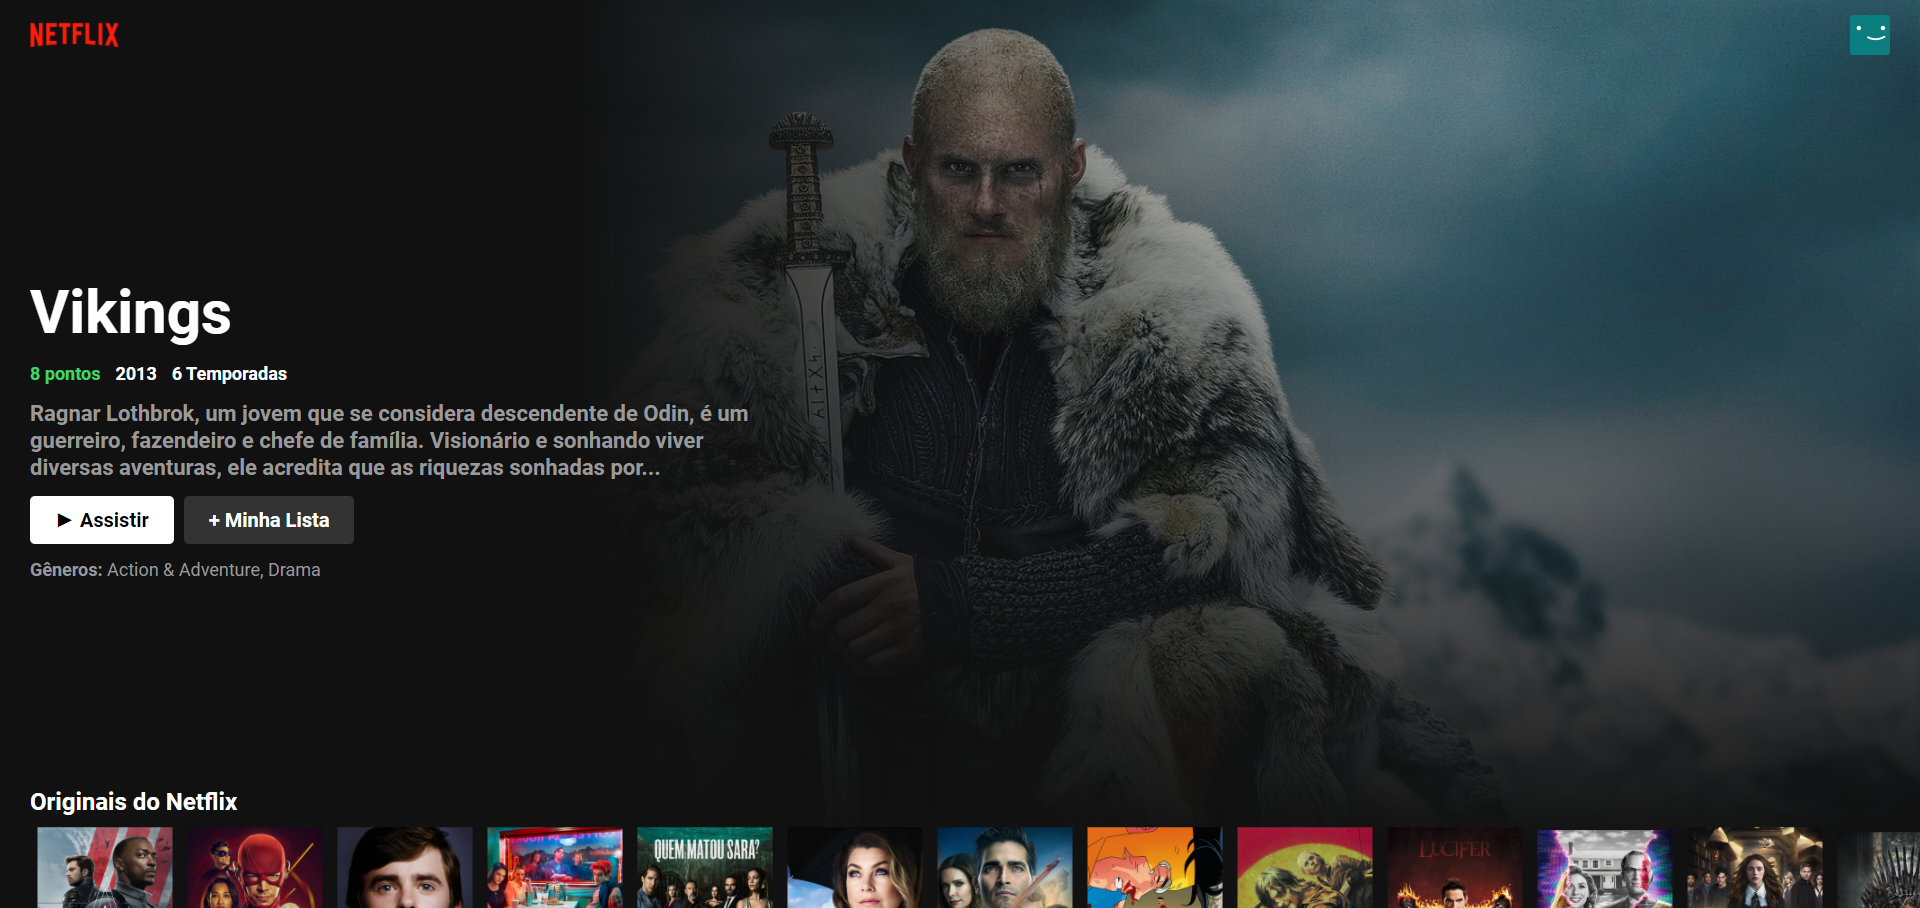 NETFLIX
Vikings
8 pontos 2013 6 Temporadas
Ragnar Lothbrok, um jovem que se considera descendente de Odin, é um
guerreiro, fazendeiro e chefe de família. Visionário e sonhando viver
diversas aventuras, ele acredita que as riquezas sonhadas por...
► Assistir
+ Minha Lista
Gêneros: Action & Adventure, Drama
Originais do Netflix
QUEM MATOU SARA?
LUCIFER